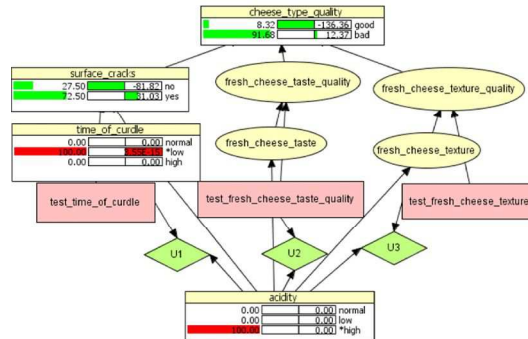 cheese_type_quality
8.32 -136.36 good
91.68 12.37 bad
surface_cracks
27.50 -81.82 no
72.50 31.03 yes
fresh_cheese_taste_quality
fresh_cheese_texture_quality
time_of_curdle
0.00 0.00 normal
100.00 *low
0.00 0.00 high
fresh_cheese_taste
fresh_cheese_texture
test_time_of_curdle
test_fresh_cheese_taste_quality
test_fresh_cheese_texture
U1
U2
U3
acidity
0.00 0.00 normal
0.00 0.00 low
100.00 0.00 *high